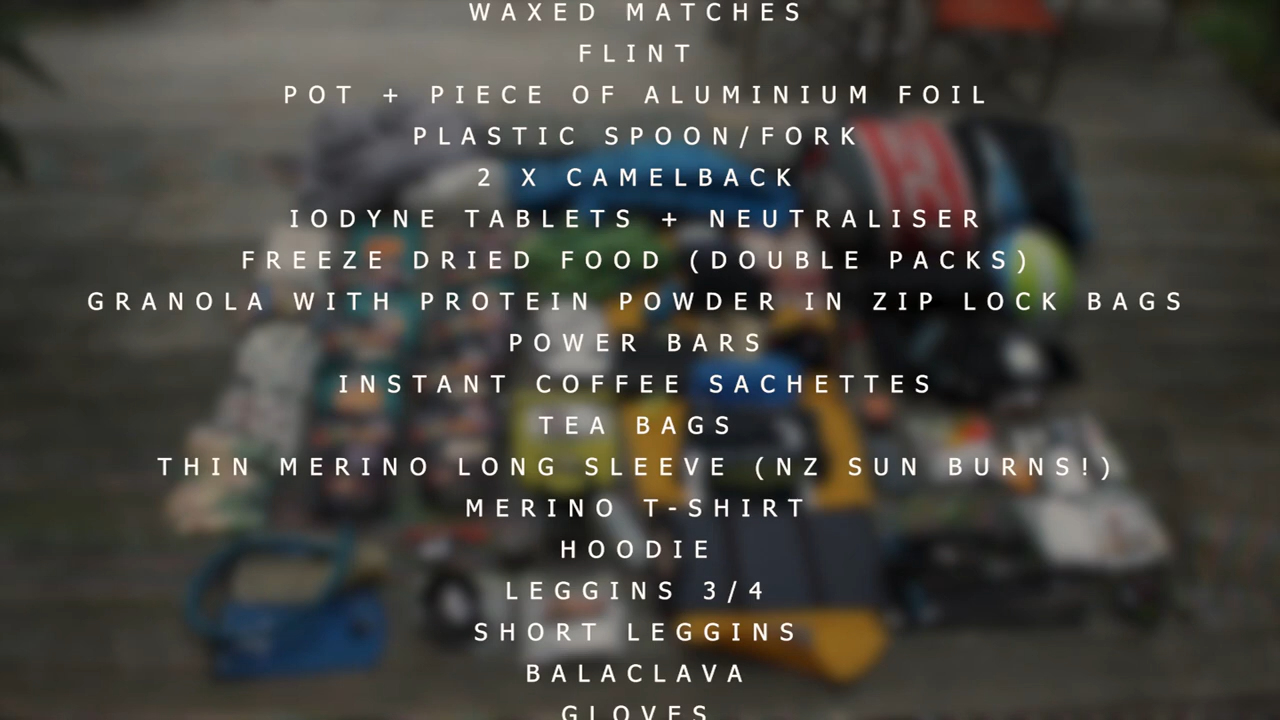 WAXED MATCHES
FLINT
POT + PIECE OF ALUMINIUM FOIL
PLASTIC SPOON/FORK
2 X CAMELBACK
IODYNE TABLETS + NEUTRALISER
FREEZE DRIED FOOD (DOUBLE PACKS)
GRANOLA WITH PROTEIN POWDER IN ZIP LOCK BAGS
POWER BARS
INSTANT COFFEE SACHETTES
TEA BAGS
THIN MERINO LONG SLEEVE (NZ SUN BURNS!)
MERINO T-SHIRT
HOODIE
LEGGINS 3/4
SHORT LEGGINS
BALACLAVA
GLOVES